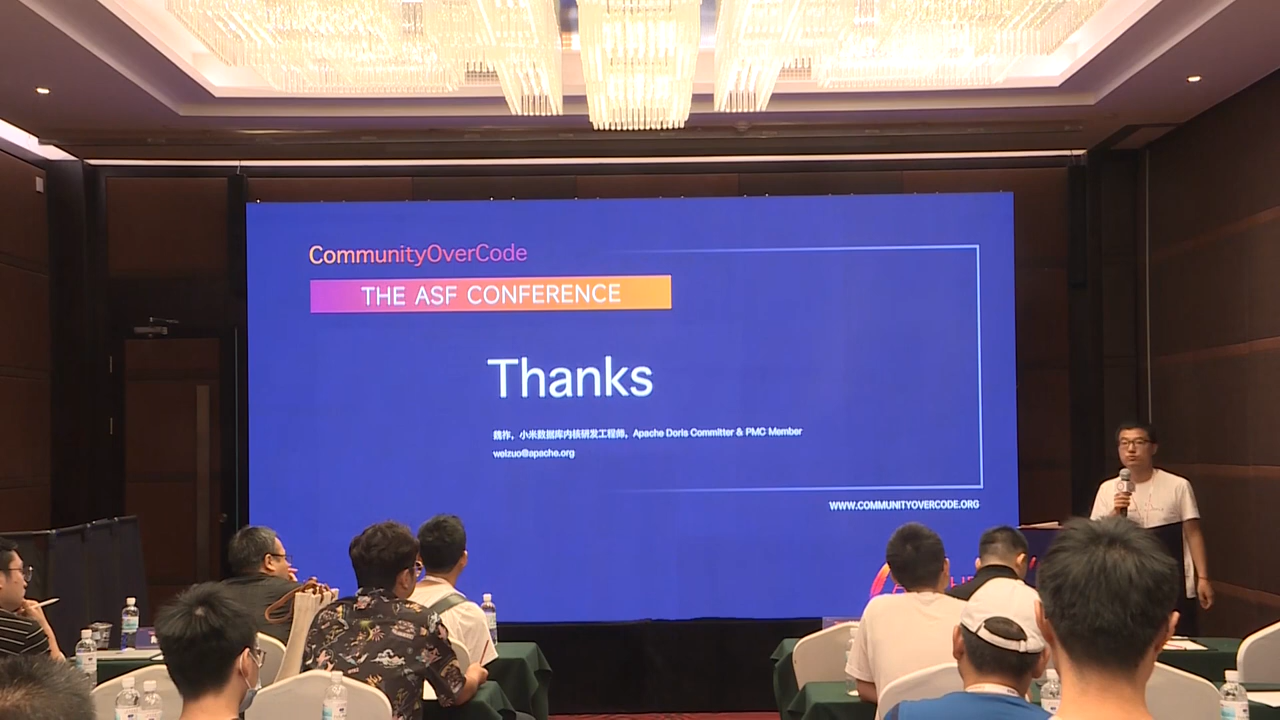 CommunityOverCode
THE ASF CONFERENCE
Thanks
魏祚，小米数据库内核研发工程师，Apache Doris Committer & PMC Member
weizuo@apache.org
WWW.COMMUNITYOVERCODE.ORG